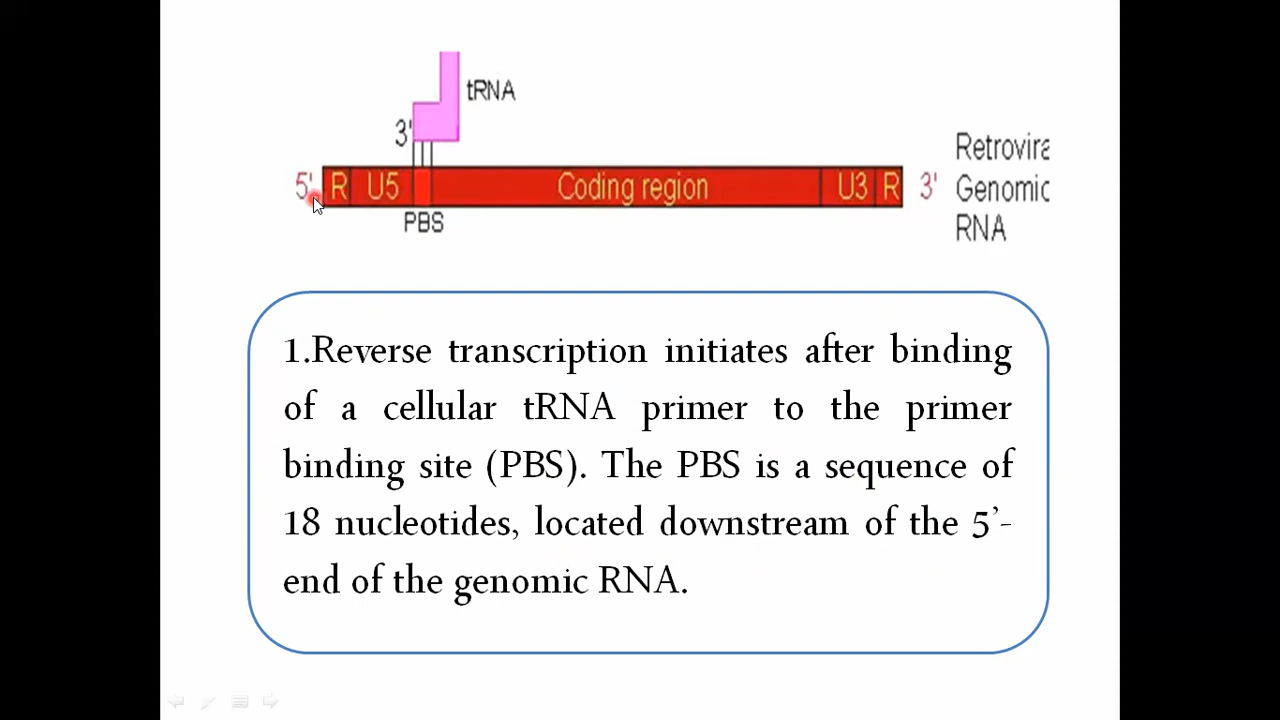 tRNA
3'
5' R U5 Coding region U3 R 3'
PBS
Retrovira
Genomic
RNA
1.Reverse transcription initiates after binding
of a cellular tRNA primer to the primer
binding site (PBS). The PBS is a sequence of
18 nucleotides, located downstream of the 5’-
end of the genomic RNA.